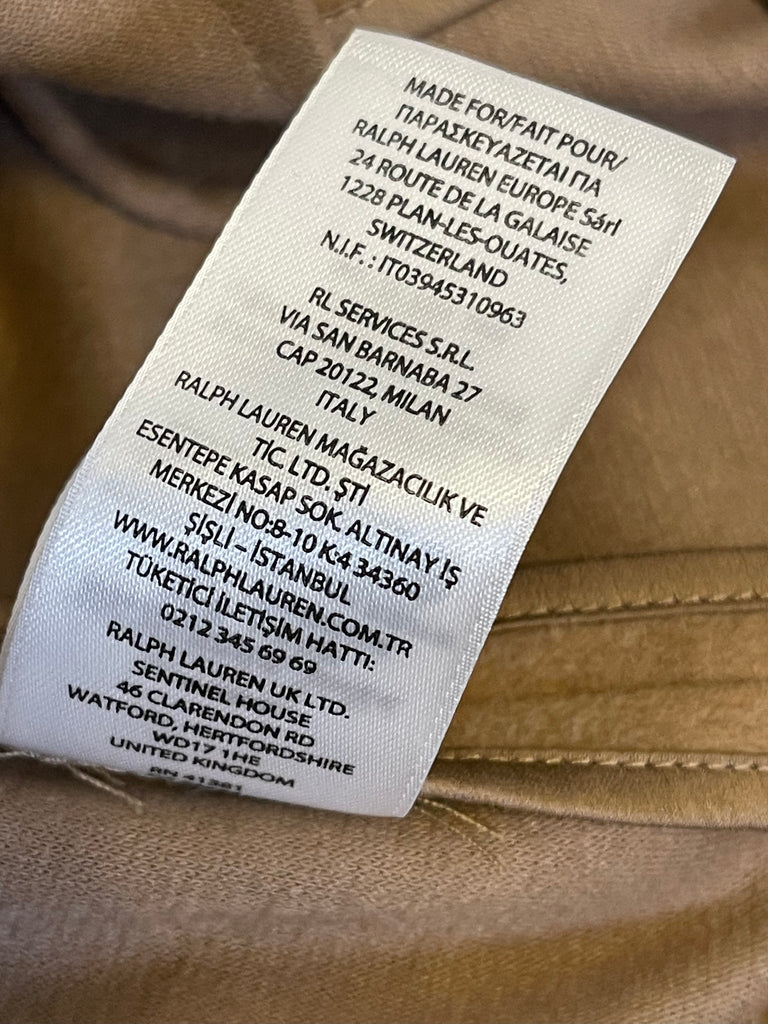 MADE FOR/FAIT POUR/
ΠΑΡΑΣΚΕΥΑΖΕΤΑΙ ΓΙΑ
RALPH LAUREN EUROPE Sárl
24 ROUTE DE LA GALAISE
1228 PLAN-LES-OUATES,
SWITZERLAND
N.I.F. : IT03945310963
RL SERVICES S.R.L.
VIA SAN BARNABA 27
CAP 20122, MILAN
ITALY
RALPH LAUREN MAĞAZACILIK VE
TİC. LTD. ŞTİ
ESENTEPE KASAP SOK. ALTINAY İŞ
MERKEZİ NO:8-10 K:4 34360
ŞİŞLİ – İSTANBUL
WWW.RALPHLAUREN.COM.TR
TÜKETİCİ İLETİŞİM HATTI:
0212 345 69 69
RALPH LAUREN UK LTD.
SENTINEL HOUSE
46 CLARENDON RD
WATFORD, HERTFORDSHIRE
WD17 1HE
UNITED KINGDOM
RN 41381